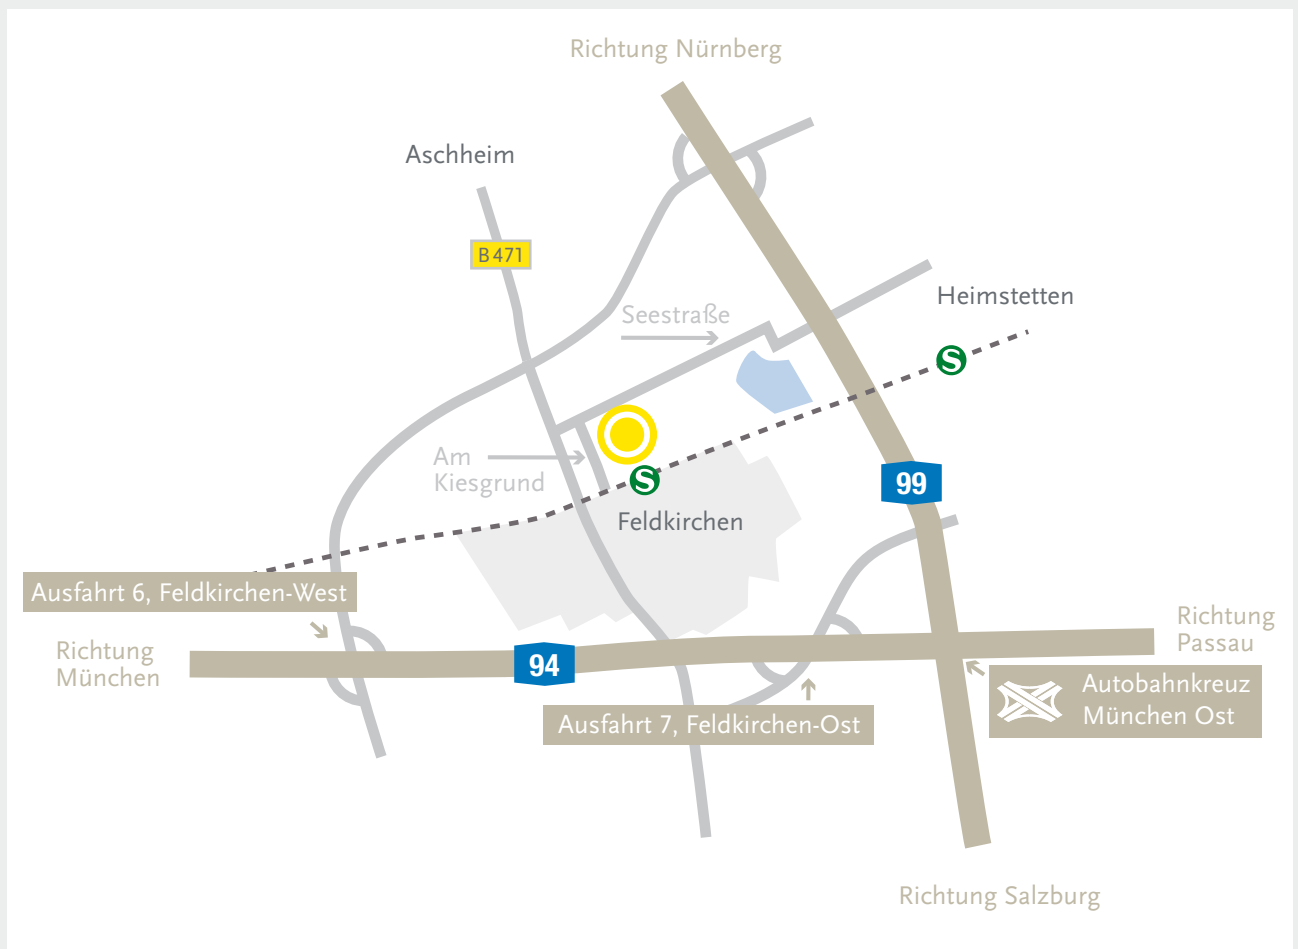 Richtung Nürnberg
Aschheim
B 471
Heimstetten
Seestraße
S
Am
Kiesgrund
S
99
Feldkirchen
Ausfahrt 6, Feldkirchen-West
Richtung
München
94
Richtung
Passau
Autobahnkreuz
München Ost
Ausfahrt 7, Feldkirchen-Ost
Richtung Salzburg